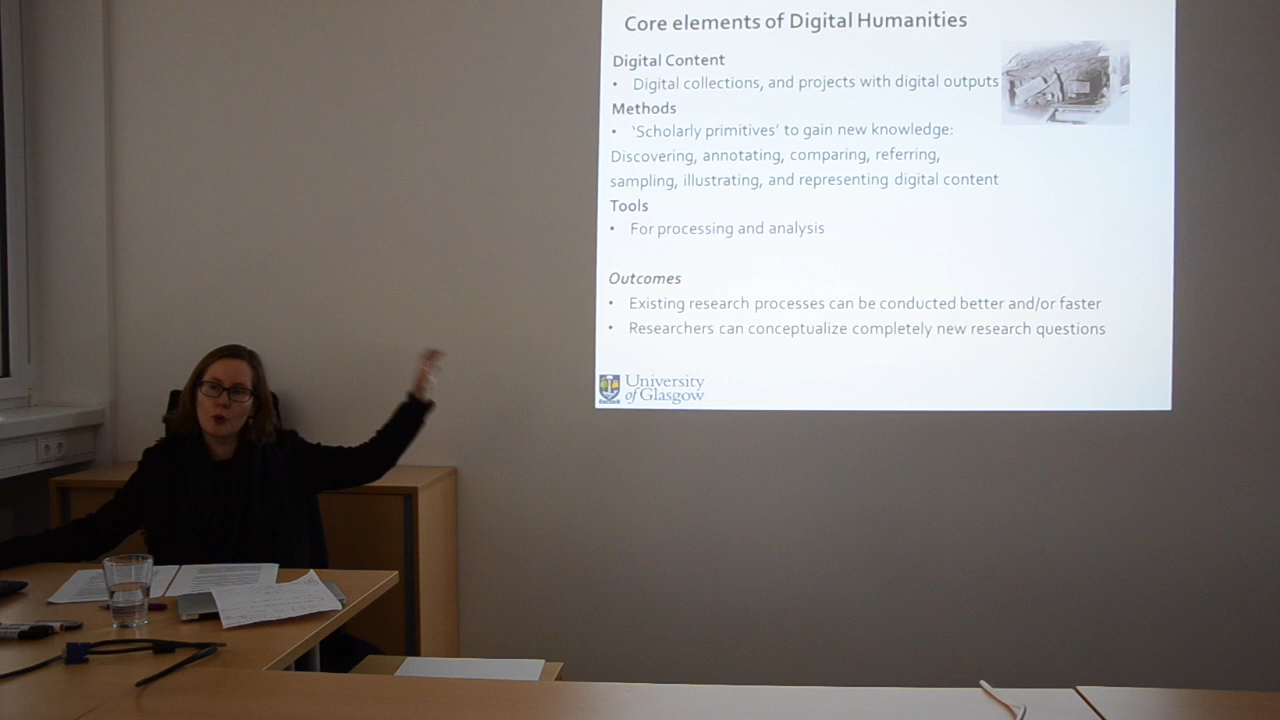 Core elements of Digital Humanities
Digital Content
• Digital collections, and projects with digital outputs
Methods
• ‘Scholarly primitives’ to gain new knowledge:
Discovering, annotating, comparing, referring,
sampling, illustrating, and representing digital content
Tools
• For processing and analysis
Outcomes
• Existing research processes can be conducted better and/or faster
• Researchers can conceptualize completely new research questions
University
of Glasgow